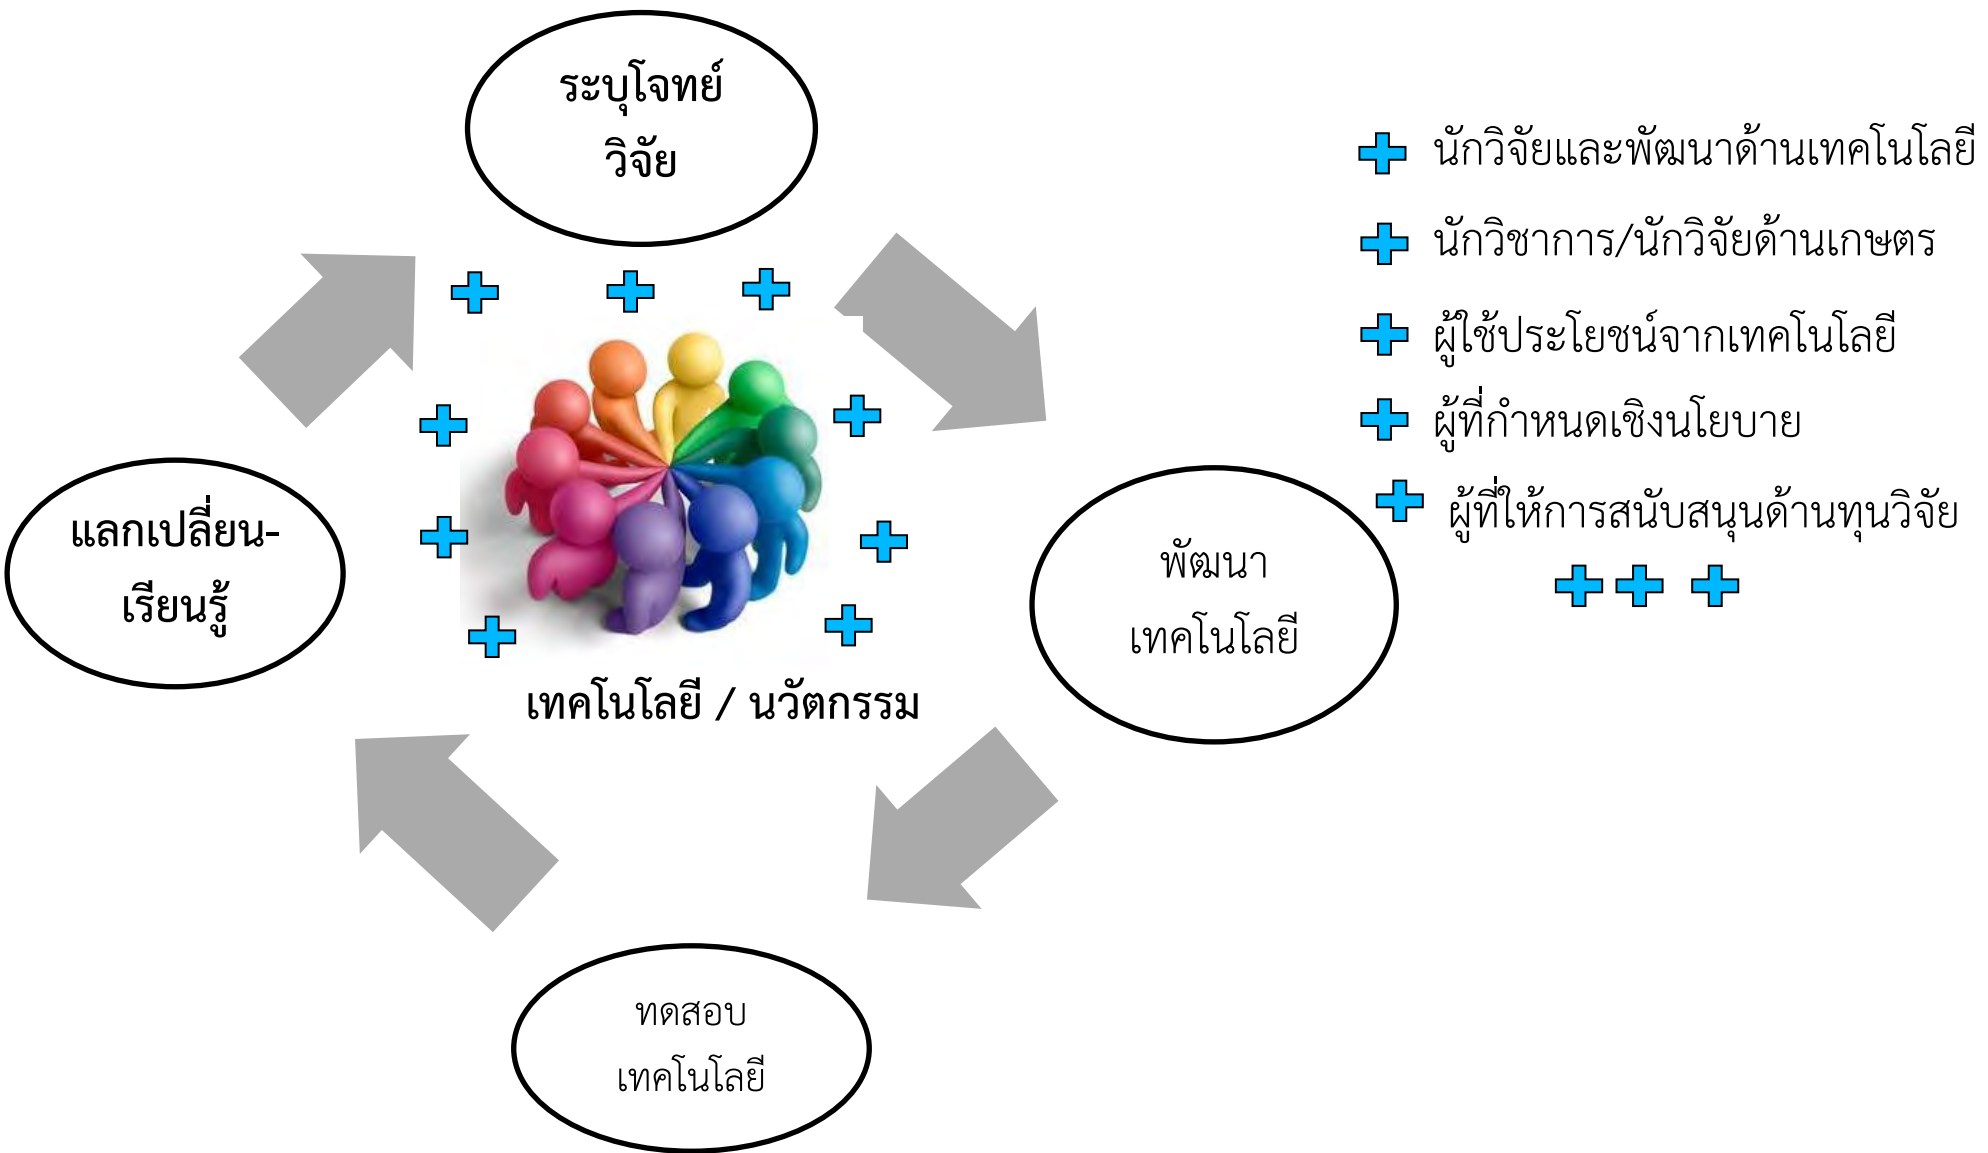 ระบุโจทย์
วิจัย
นักวิจัยและพัฒนาด้านเทคโนโลยี
นักวิชาการ/นักวิจัยด้านเกษตร
ผู้ใช้ประโยชน์จากเทคโนโลยี
ผู้ที่กำหนดเชิงนโยบาย
ผู้ที่ให้การสนับสนุนด้านทุนวิจัย
แลกเปลี่ยน-
เรียนรู้
พัฒนา
เทคโนโลยี
เทคโนโลยี / นวัตกรรม
ทดสอบ
เทคโนโลยี